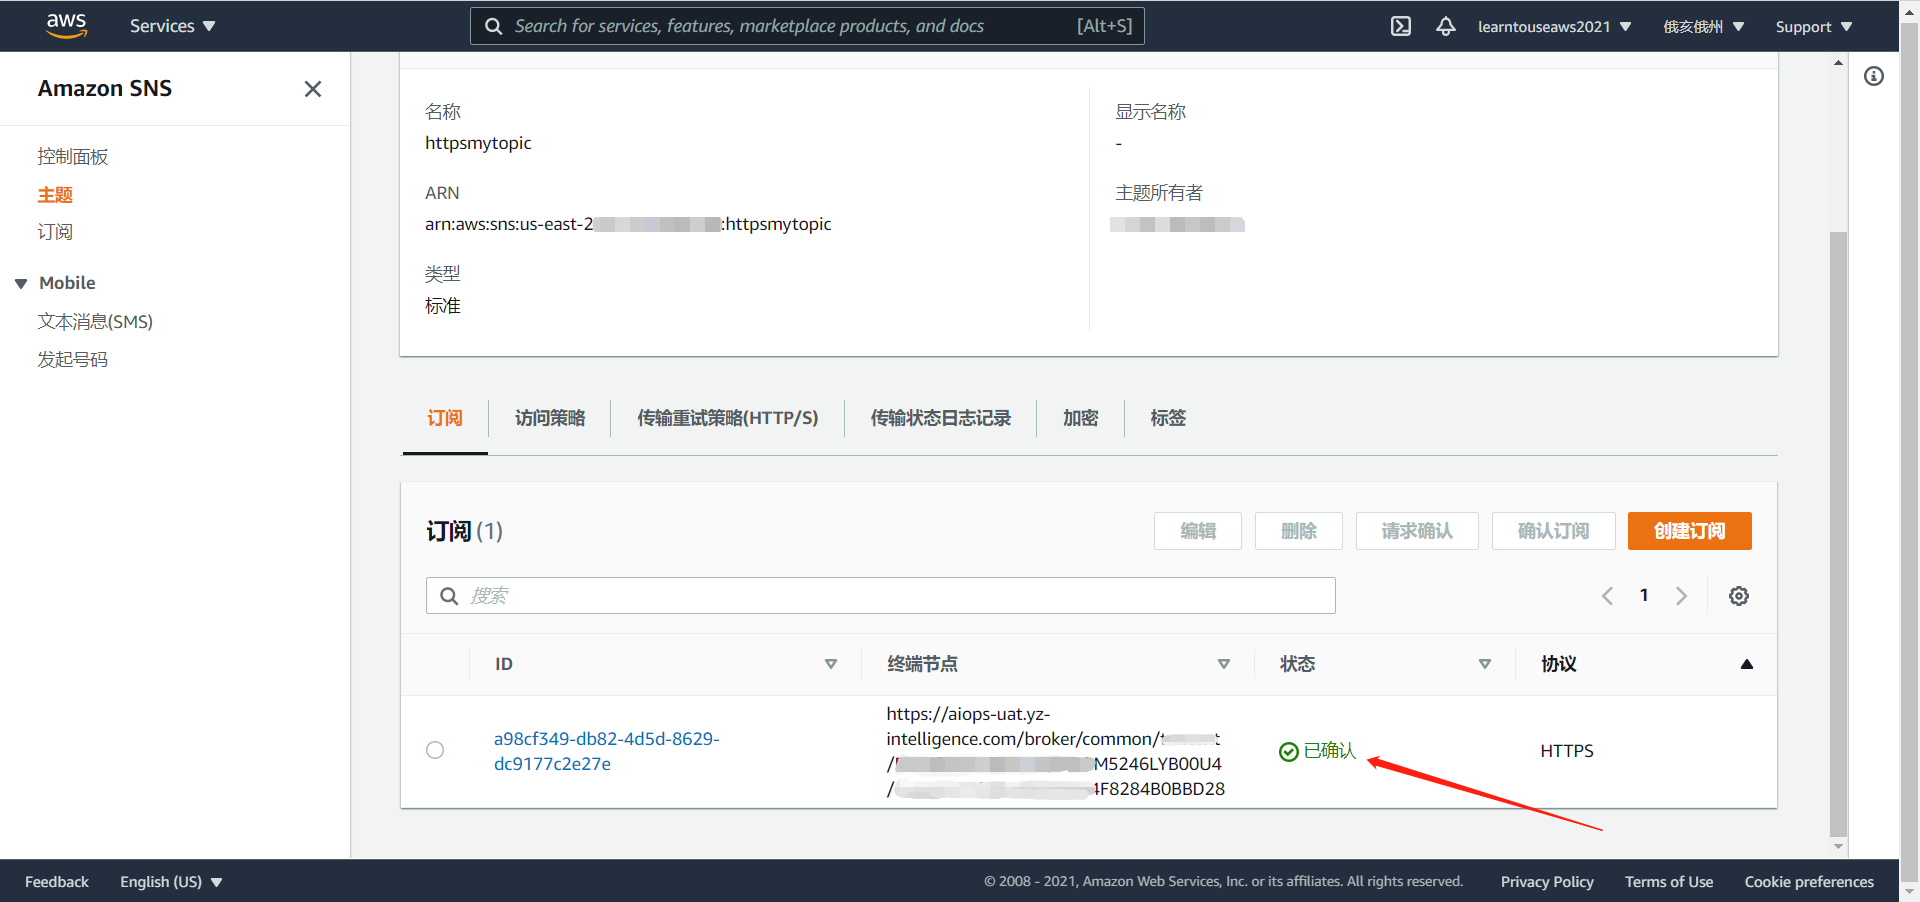 aws
Services
Search for services, features, marketplace products, and docs
[Alt+S]
learntouseaws2021
俄亥俄州
Support
Amazon SNS
控制面板
主题
订阅
Mobile
文本消息(SMS)
发起号码
名称
httpsmytopic
ARN
arn:aws:sns:us-east-2 :httpsmytopic
类型
标准
显示名称
-
主题所有者
订阅
访问策略
传输重试策略(HTTP/S)
传输状态日志记录
加密
标签
订阅 (1)
编辑
删除
请求确认
确认订阅
创建订阅
搜索
1
ID
终端节点
状态
协议
a98cf349-db82-4d5d-8629-
dc9177c2e27e
https://aiops-uat.yz-
intelligence.com/broker/common/
/ M5246LYB00U4
/ 4F8284B0BBD28
已确认
HTTPS
Feedback
English (US)
© 2008 - 2021, Amazon Web Services, Inc. or its affiliates. All rights reserved.
Privacy Policy
Terms of Use
Cookie preferences